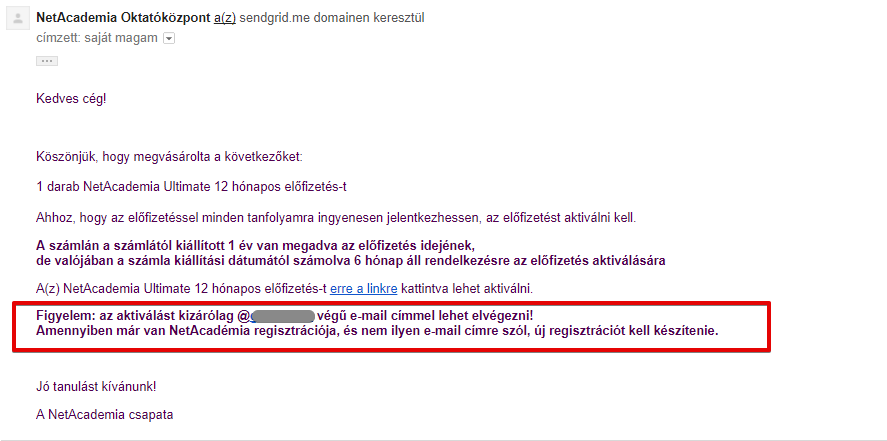 NetAcademia Oktatóközpont a(z) sendgrid.me domainen keresztül
címzett: saját magam
Kedves cég!
Köszönjük, hogy megvásárolta a következőket:
1 darab NetAcademia Ultimate 12 hónapos előfizetés-t
Ahhoz, hogy az előfizetéssel minden tanfolyamra ingyenesen jelentkezhessen, az előfizetést aktiválni kell.
A számlán a számlától kiállított 1 év van megadva az előfizetés idejének,
de valójában a számla kiállítási dátumától számolva 6 hónap áll rendelkezésre az előfizetés aktiválására
A(z) NetAcademia Ultimate 12 hónapos előfizetés-t erre a linkre kattintva lehet aktiválni.
Figyelem: az aktiválást kizárólag @ végű e-mail címmel lehet elvégezni!
Amennyiben már van NetAcadémia regisztrációja, és nem ilyen e-mail címre szól, új regisztrációt kell készítenie.
Jó tanulást kívánunk!
A NetAcademia csapata